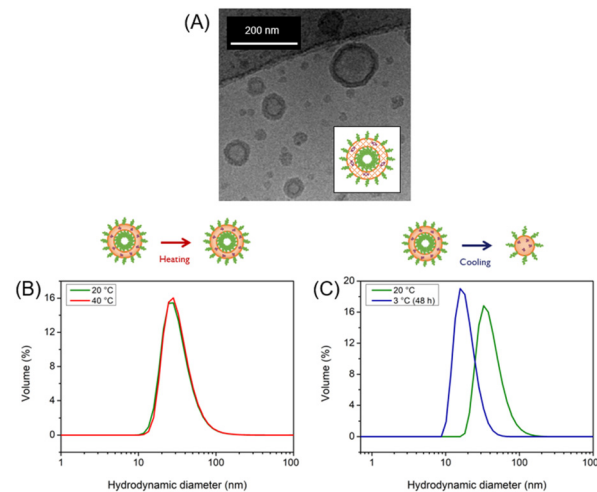 (A)
200 nm
Heating
Cooling
(B)
20 °C
40 °C
16
12
8
4
0
Volume (%)
1
10
100
1000
Hydrodynamic diameter (nm)
(C)
20 °C
3 °C (48 h)
20
16
12
8
4
0
Volume (%)
1
10
100
1000
Hydrodynamic diameter (nm)